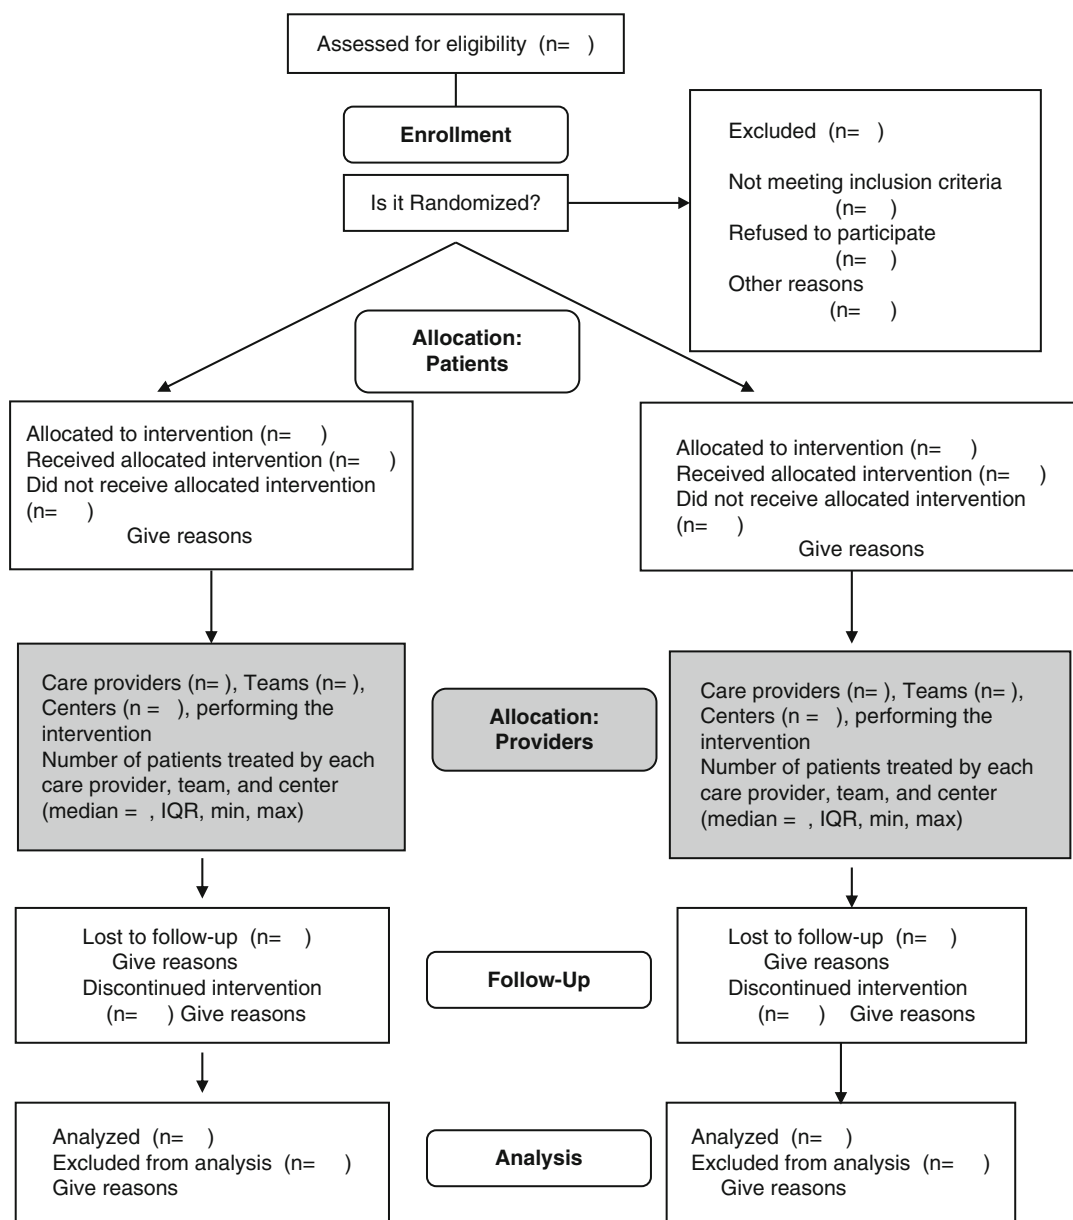 Assessed for eligibility (n=   )
Enrollment
Is it Randomized?
Excluded (n=   )
Not meeting inclusion criteria
(n=   )
Refused to participate
(n=   )
Other reasons
(n=   )
Allocation:
Patients
Allocated to intervention (n=   )
Received allocated intervention (n=   )
Did not receive allocated intervention
(n=   )
Give reasons
Allocated to intervention (n=   )
Received allocated intervention (n=   )
Did not receive allocated intervention
(n=   )
Give reasons
Care providers (n= ), Teams (n= ),
Centers (n =   ), performing the
intervention
Number of patients treated by each
care provider, team, and center
(median =  , IQR, min, max)
Allocation:
Providers
Care providers (n= ), Teams (n= ),
Centers (n =   ), performing the
intervention
Number of patients treated by each
care provider, team, and center
(median =  , IQR, min, max)
Lost to follow-up (n=   )
Give reasons
Discontinued intervention
(n=   ) Give reasons
Follow-Up
Lost to follow-up (n=   )
Give reasons
Discontinued intervention
(n=   ) Give reasons
Analyzed (n=   )
Excluded from analysis (n=   )
Give reasons
Analysis
Analyzed (n=   )
Excluded from analysis (n=   )
Give reasons